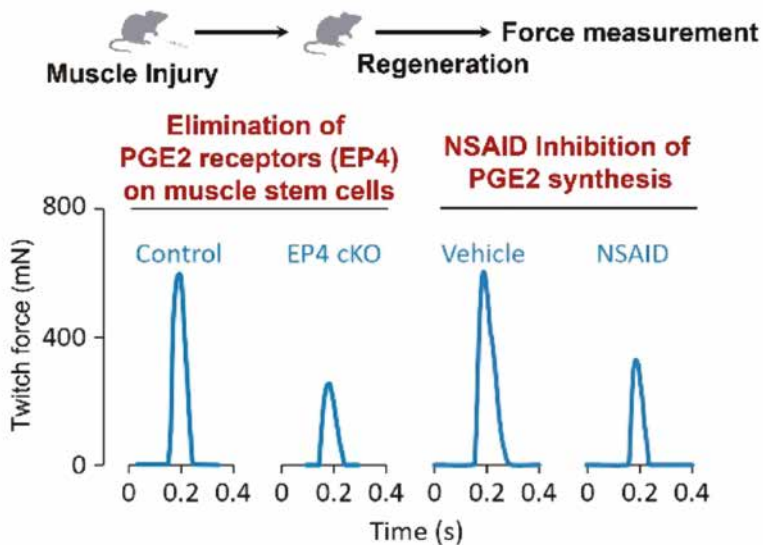 Muscle Injury
Regeneration
Force measurement
Elimination of
PGE2 receptors (EP4)
on muscle stem cells
NSAID Inhibition of
PGE2 synthesis
Twitch force (mN)
800
400
0
Control
EP4 cKO
Vehicle
NSAID
0 0.2 0.4
0 0.2 0.4
0 0.2 0.4
0 0.2 0.4
Time (s)